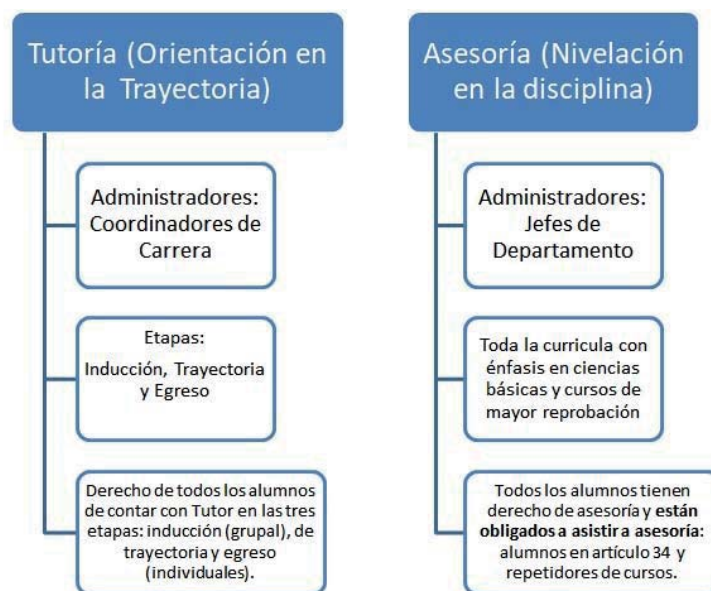 Tutoría (Orientación en
la Trayectoria)
Administradores:
Coordinadores de
Carrera
Etapas:
Inducción, Trayectoria
y Egreso
Derecho de todos los alumnos
de contar con Tutor en las tres
etapas: inducción (grupal), de
trayectoria y egreso
(individuales).
Asesoría (Nivelación
en la disciplina)
Administradores:
Jefes de
Departamento
Toda la curricula con
énfasis en ciencias
básicas y cursos de
mayor reprobación
Todos los alumnos tienen
derecho de asesoría y están
obligados a asistir a asesoría:
alumnos en artículo 34 y
repetidores de cursos.